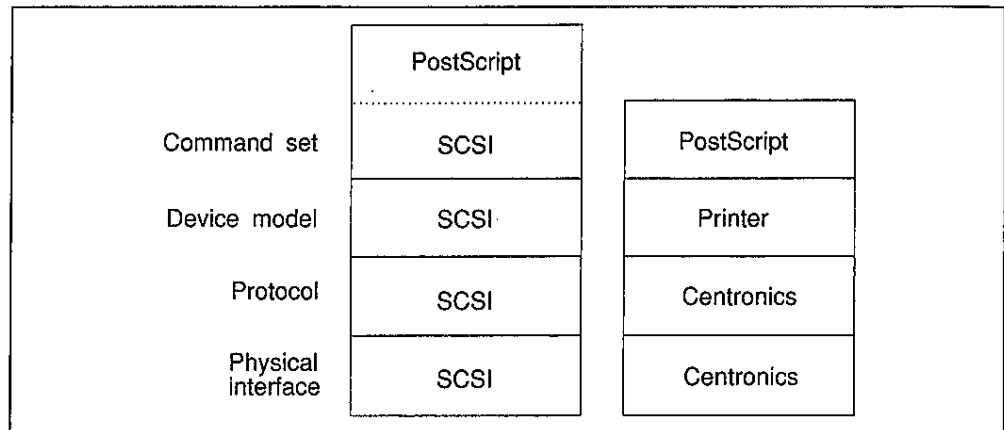 PostScript
Command set SCSI PostScript
Device model SCSI Printer
Protocol SCSI Centronics
Physical
interface SCSI Centronics